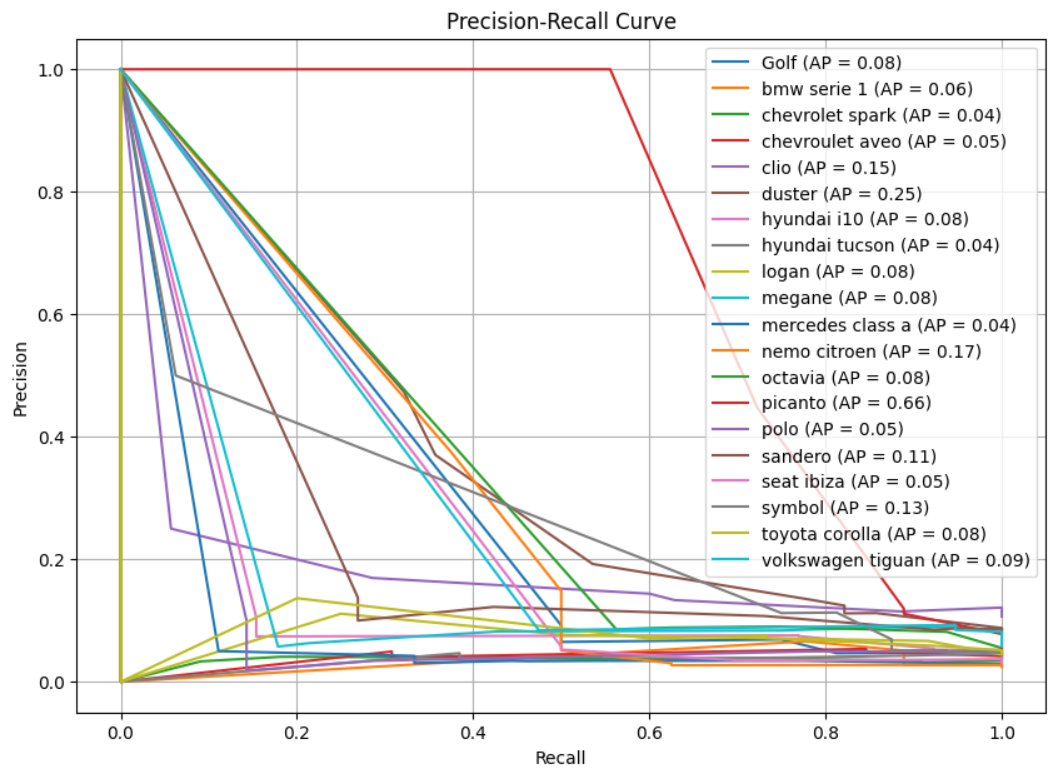 Precision-Recall Curve
1.0
0.8
0.6
0.4
0.2
0.0
Precision
0.0 0.2 0.4 0.6 0.8 1.0
Recall
Golf (AP = 0.08)
bmw serie 1 (AP = 0.06)
chevrolet spark (AP = 0.04)
chevroulet aveo (AP = 0.05)
clio (AP = 0.15)
duster (AP = 0.25)
hyundai i10 (AP = 0.08)
hyundai tucson (AP = 0.04)
logan (AP = 0.08)
megane (AP = 0.08)
mercedes class a (AP = 0.04)
nemo citroen (AP = 0.17)
octavia (AP = 0.08)
picanto (AP = 0.66)
polo (AP = 0.05)
sandero (AP = 0.11)
seat ibiza (AP = 0.05)
symbol (AP = 0.13)
toyota corolla (AP = 0.08)
volkswagen tiguan (AP = 0.09)